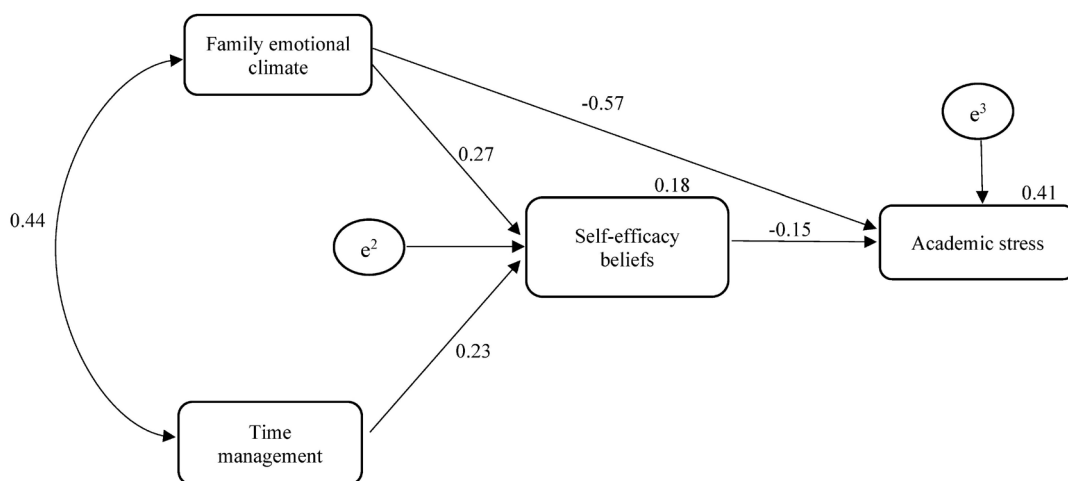 Family emotional
climate
-0.57
e³
0.27
0.18
0.41
0.44
e²
Self-efficacy
beliefs
-0.15
Academic stress
0.23
Time
management